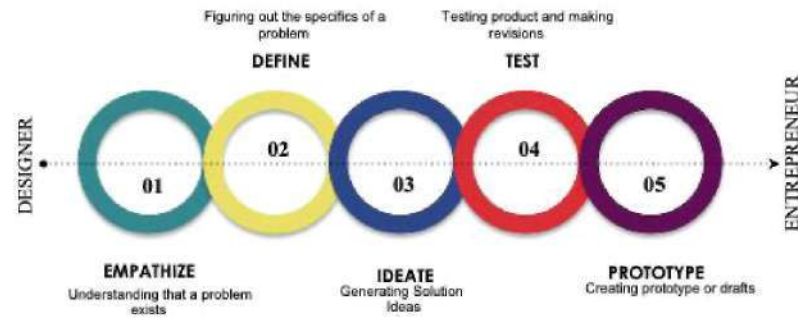 Figuring out the specifics of a
problem
DEFINE
Testing product and making
revisions
TEST
DESIGNER
01
02
03
04
05
ENTREPRENEUR
EMPATHIZE
Understanding that a problem
exists
IDEATE
Generating Solution
Ideas
PROTOTYPE
Creating prototype or drafts